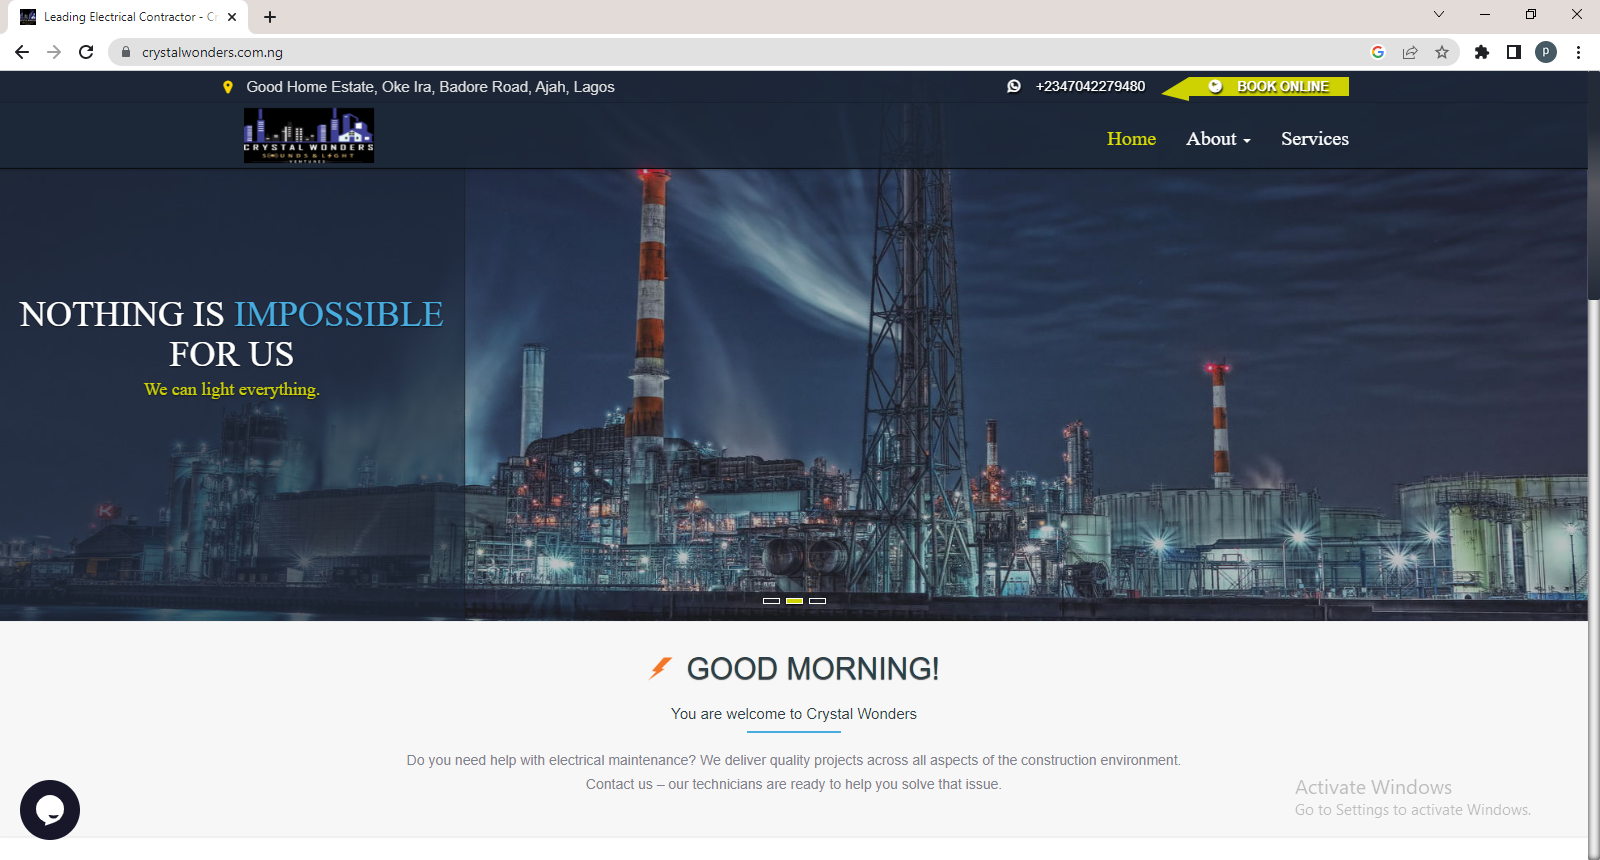 Leading Electrical Contractor - Cr
crystalwonders.com.ng
P
Good Home Estate, Oke Ira, Badore Road, Ajah, Lagos
+2347042279480
BOOK ONLINE
CRYSTAL WONDERS
SOUNDS & LIGHT
VENTURES
Home
About
Services
NOTHING IS IMPOSSIBLE
FOR US
We can light everything.
GOOD MORNING!
You are welcome to Crystal Wonders
Do you need help with electrical maintenance? We deliver quality projects across all aspects of the construction environment.
Contact us – our technicians are ready to help you solve that issue.
Activate Windows
Go to Settings to activate Windows.